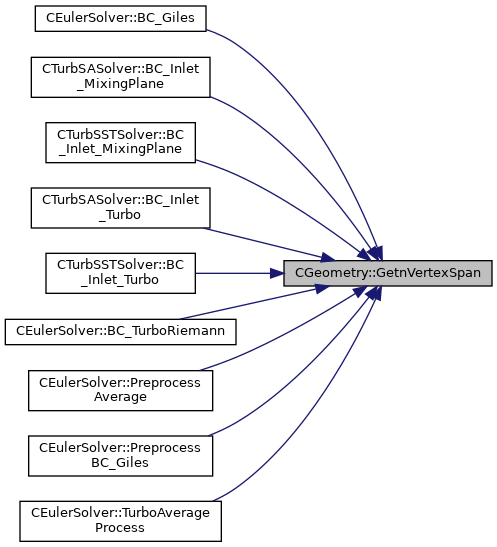 CEulerSolver::BC_Giles
CTurbSASolver::BC_Inlet
_MixingPlane
CTurbSSTSolver::BC
_Inlet_MixingPlane
CTurbSASolver::BC_Inlet
_Turbo
CTurbSSTSolver::BC
_Inlet_Turbo
CGeometry::GetnVertexSpan
CEulerSolver::BC_TurboRiemann
CEulerSolver::Preprocess
Average
CEulerSolver::Preprocess
BC_Giles
CEulerSolver::TurboAverage
Process